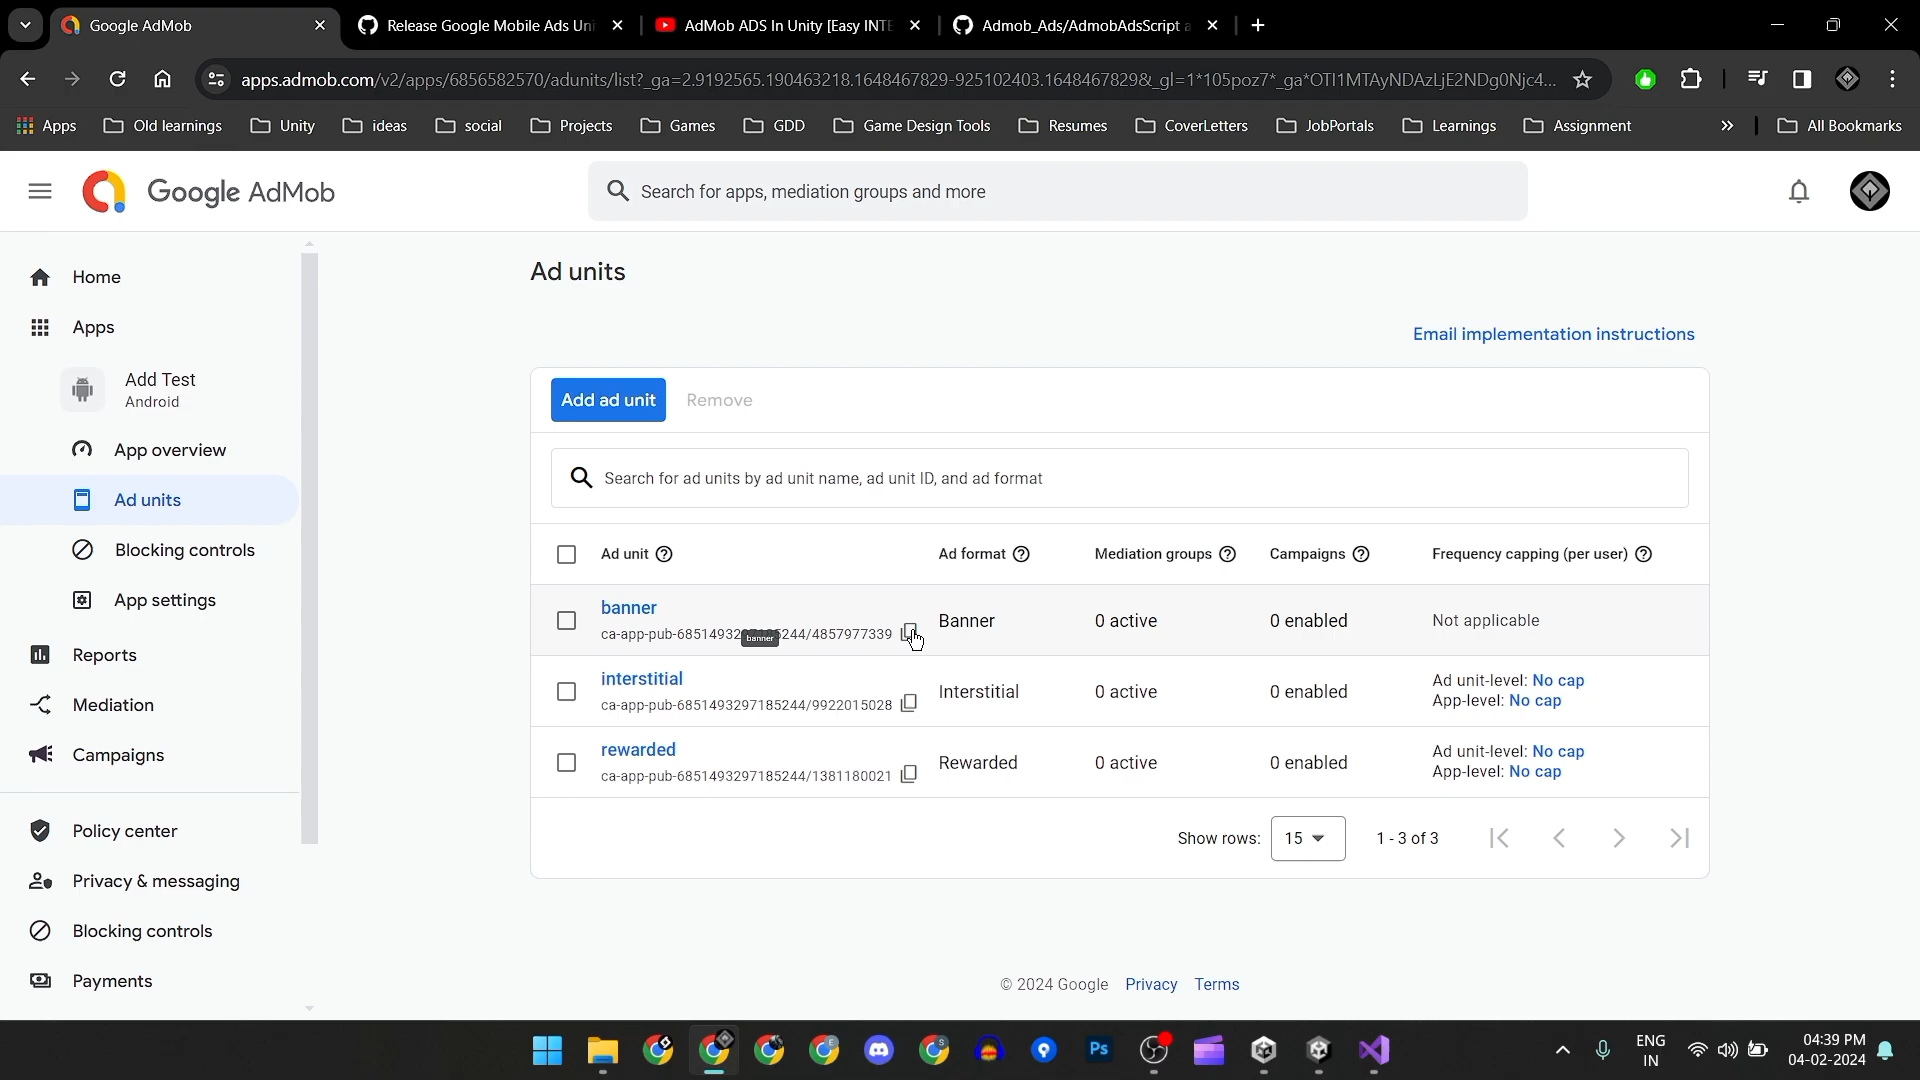 Google AdMob
Release Google Mobile Ads Uni
AdMob ADS In Unity [Easy INTE
Admob_Ads/AdmobAdsScript a
apps.admob.com/v2/apps/6856582570/adunits/list?_ga=2.9192565.190463218.1648467829-925102403.1648467829&_gl=1*105poz7*_ga*OTI1MTAyNDAzLjE2NDg0Njc4...
Apps
Old learnings
Unity
ideas
social
Projects
Games
GDD
Game Design Tools
Resumes
CoverLetters
JobPortals
Learnings
Assignment
All Bookmarks
Google AdMob
Search for apps, mediation groups and more
Home
Apps
Add Test
Android
App overview
Ad units
Blocking controls
App settings
Reports
Mediation
Campaigns
Policy center
Privacy & messaging
Blocking controls
Payments
Ad units
Email implementation instructions
Add ad unit
Remove
Search for ad units by ad unit name, ad unit ID, and ad format
Ad unit
Ad format
Mediation groups
Campaigns
Frequency capping (per user)
banner
banner
Banner
0 active
0 enabled
Not applicable
interstitial
ca-app-pub-6851493297185244/9922015028
Interstitial
0 active
0 enabled
Ad unit-level: No cap
App-level: No cap
rewarded
ca-app-pub-6851493297185244/1381180021
Rewarded
0 active
0 enabled
Ad unit-level: No cap
App-level: No cap
Show rows:
15
1 - 3 of 3
© 2024 Google
Privacy
Terms
E
S
Ps
ENG
IN
04:39 PM
04-02-2024